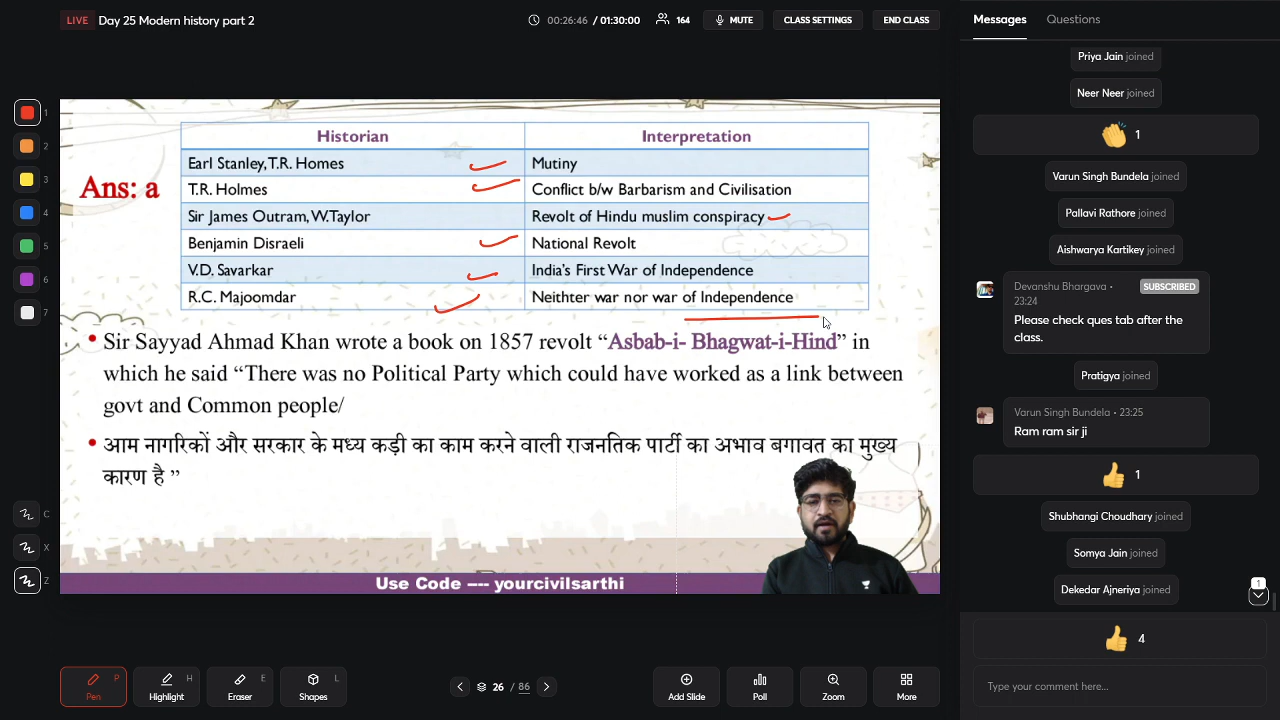 LIVE Day 25 Modern history part 2
00:26:46 / 01:30:00 164 MUTE CLASS SETTINGS END CLASS
1
2
3
4
5
6
7
C
X
Z
Historian Interpretation
Earl Stanley,T.R. Homes Mutiny
T.R. Holmes Conflict b/w Barbarism and Civilisation
Sir James Outram, W.Taylor Revolt of Hindu muslim conspiracy
Benjamin Disraeli National Revolt
V.D. Savarkar India's First War of Independence
R.C. Majoomdar Neithter war nor war of Independence
Ans: a
• Sir Sayyad Ahmad Khan wrote a book on 1857 revolt “Asbab-i- Bhagwat-i-Hind” in
which he said “There was no Political Party which could have worked as a link between
govt and Common people/
• आम नागरिकों और सरकार के मध्य कड़ी का काम करने वाली राजनतिक पार्टी का अभाव बगावत का मुख्य
कारण है ”
Use Code ---- yourcivilsarthi
P
Pen
H
Highlight
E
Eraser
L
Shapes
26 / 86
Add Slide
Poll
Zoom
More
Messages Questions
Priya Jain joined
Neer Neer joined
1
Varun Singh Bundela joined
Pallavi Rathore joined
Aishwarya Kartikey joined
Devanshu Bhargava • SUBSCRIBED
23:24
Please check ques tab after the
class.
Pratigya joined
Varun Singh Bundela • 23:25
Ram ram sir ji
1
Shubhangi Choudhary joined
Somya Jain joined
Dekedar Ajneriya joined
1
4
Type your comment here...